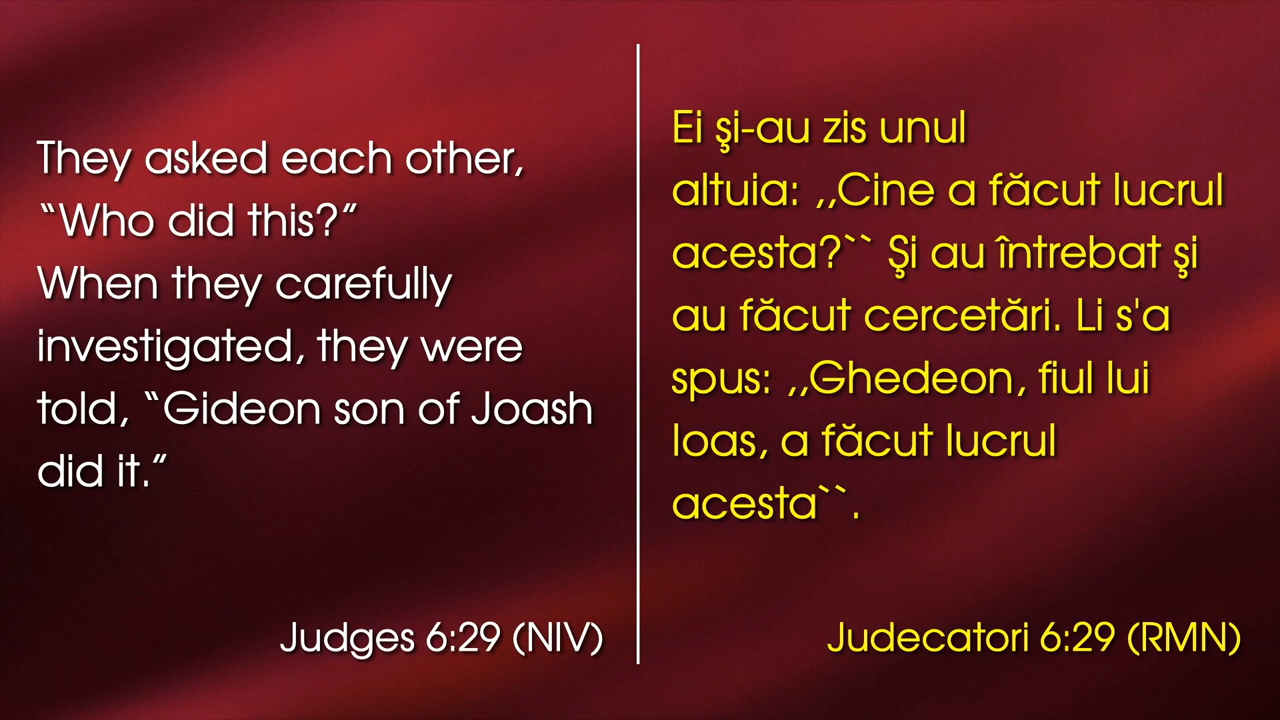 They asked each other,
“Who did this?”
When they carefully
investigated, they were
told, “Gideon son of Joash
did it.”
Judges 6:29 (NIV)
Ei şi-au zis unul
altuia: ,,Cine a făcut lucrul
acesta?`` Şi au întrebat şi
au făcut cercetări. Li s'a
spus: ,,Ghedeon, fiul lui
Ioas, a făcut lucrul
acesta``.
Judecatori 6:29 (RMN)